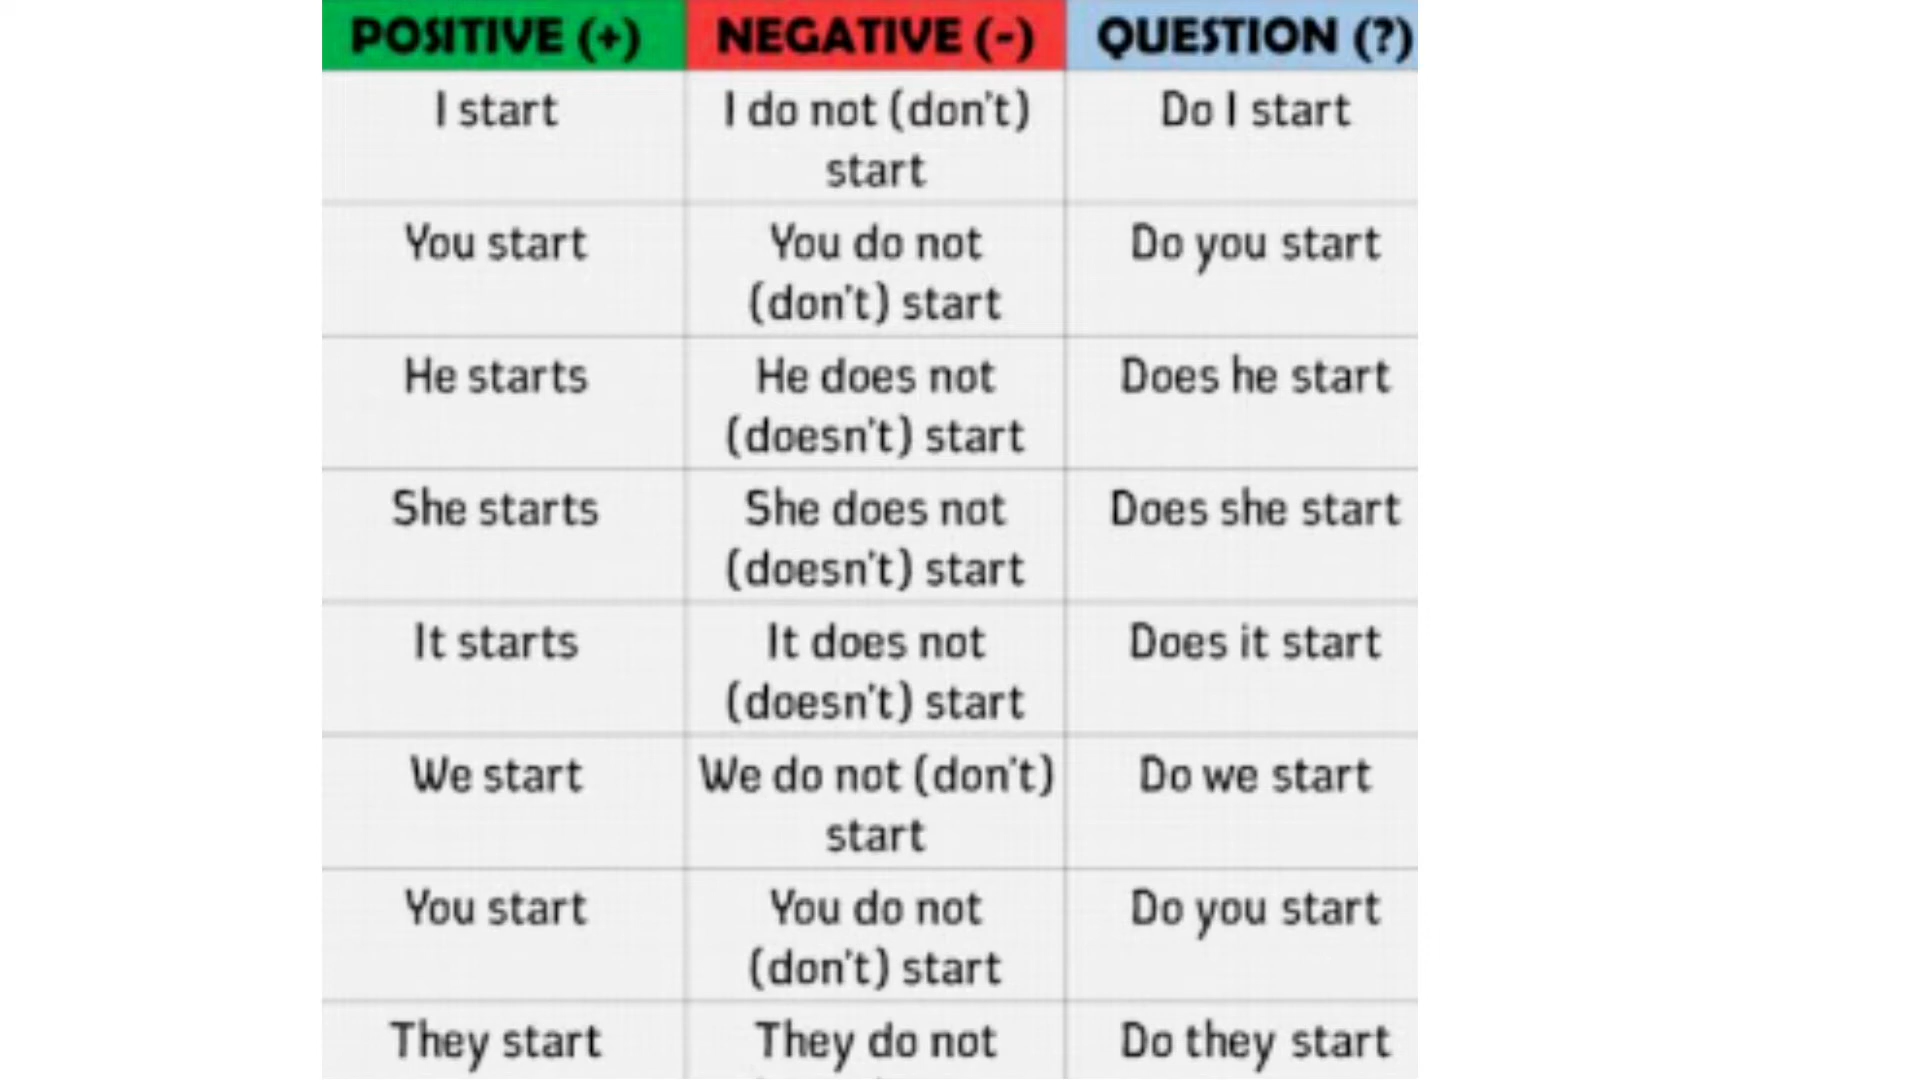 POSITIVE (+) NEGATIVE (-) QUESTION (?)
I start I do not (don't) Do I start
start
You start You do not Do you start
(don't) start
He starts He does not Does he start
(doesn't) start
She starts She does not Does she start
(doesn't) start
It starts It does not Does it start
(doesn't) start
We start We do not (don't) Do we start
start
You start You do not Do you start
(don't) start
They start They do not Do they start